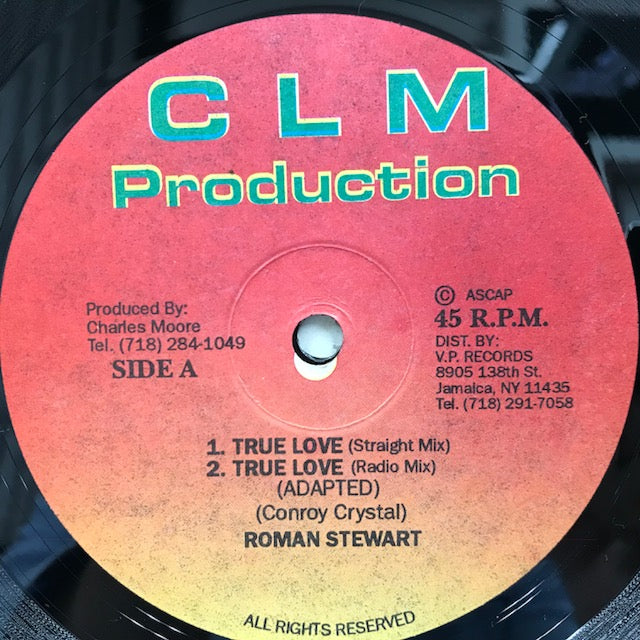 C L M
Production
Produced By:
Charles Moore
Tel. (718) 284-1049
SIDE A
© ASCAP
45 R.P.M.
DIST. BY:
V.P. RECORDS
8905 138th St.
Jamaica, NY 11435
Tel. (718) 291-7058
1. TRUE LOVE (Straight Mix)
2. TRUE LOVE (Radio Mix)
(ADAPTED)
(Conroy Crystal)
ROMAN STEWART
ALL RIGHTS RESERVED